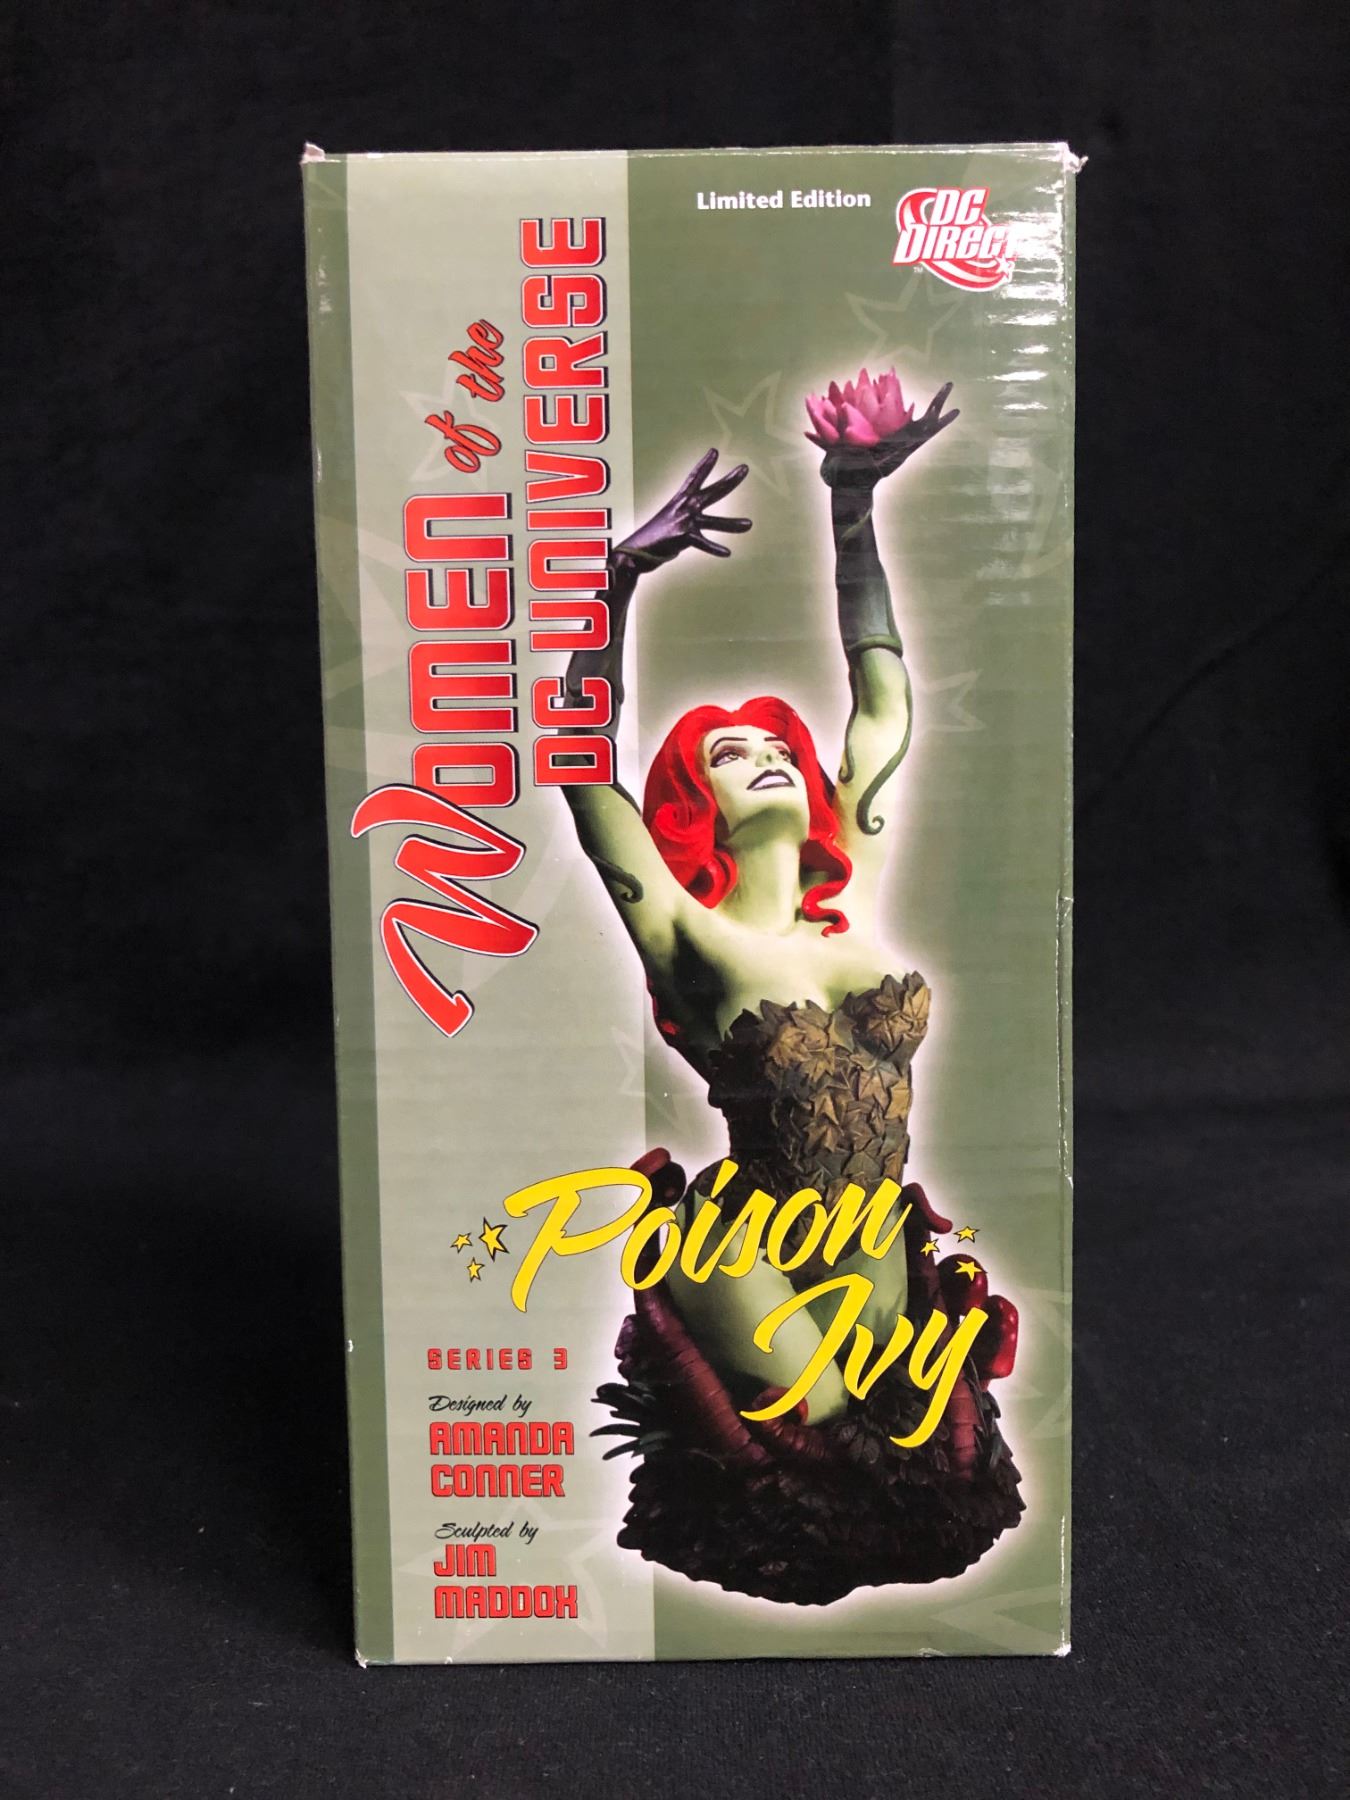 Limited Edition
DC
DIRECT
TM
Women of the
DC UNIVERSE
Poison
Ivy
SERIES 3
Designed by
AMANDA
CONNER
Sculpted by
JIM
MADDOX